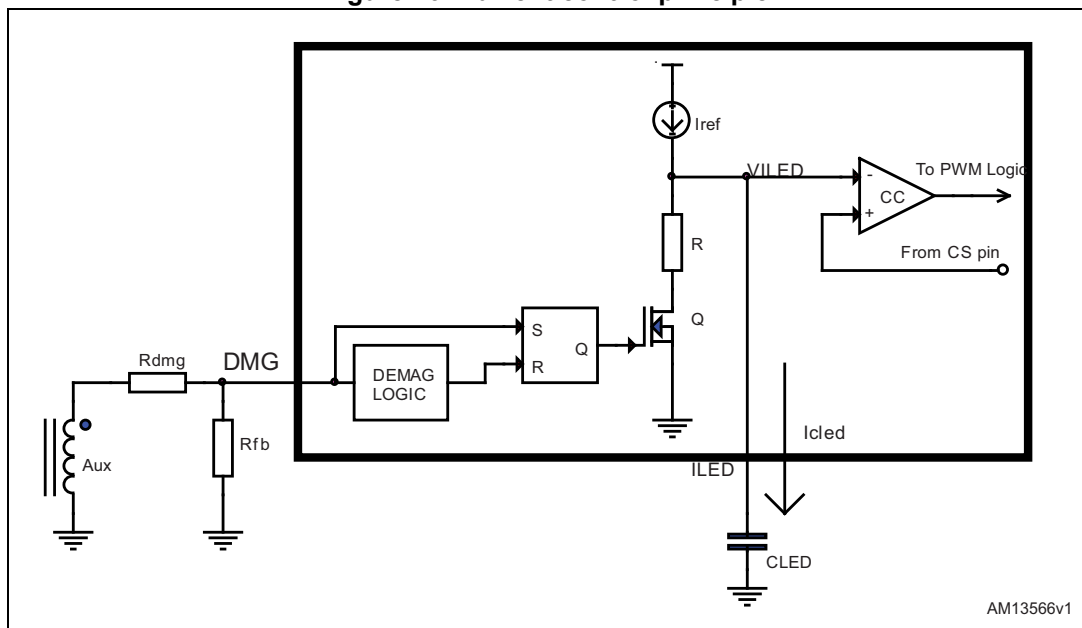 Iref
VILED
To PWM Logic
-
CC
+
R
From CS pin
Q
S
Q
R
Rdmg
DMG
DEMAG
LOGIC
Rfb
Aux
Icled
ILED
CLED
AM13566v1